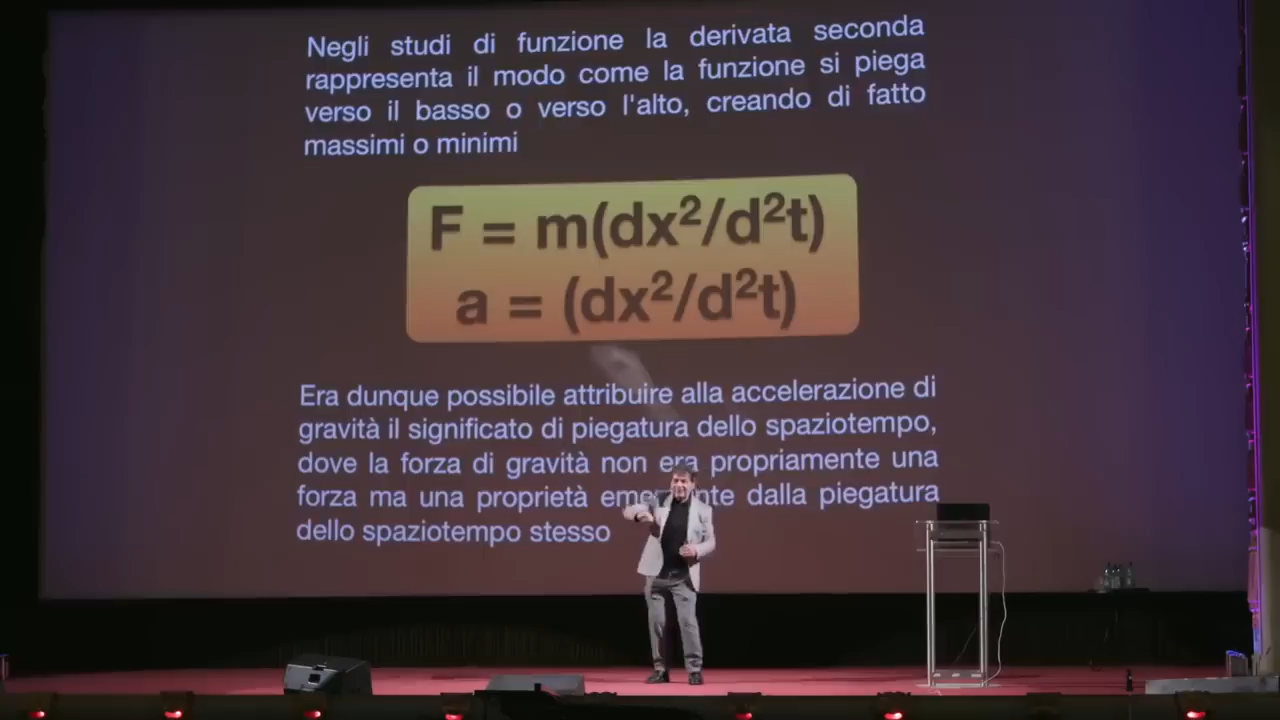 Negli studi di funzione la derivata seconda
rappresenta il modo come la funzione si piega
verso il basso o verso l'alto, creando di fatto
massimi o minimi
F = m(dx²/d²t)
a = (dx²/d²t)
Era dunque possibile attribuire alla accelerazione di
gravità il significato di piegatura dello spaziotempo,
dove la forza di gravità non era propriamente una
forza ma una proprietà dalla piegatura
dello spaziotempo stesso